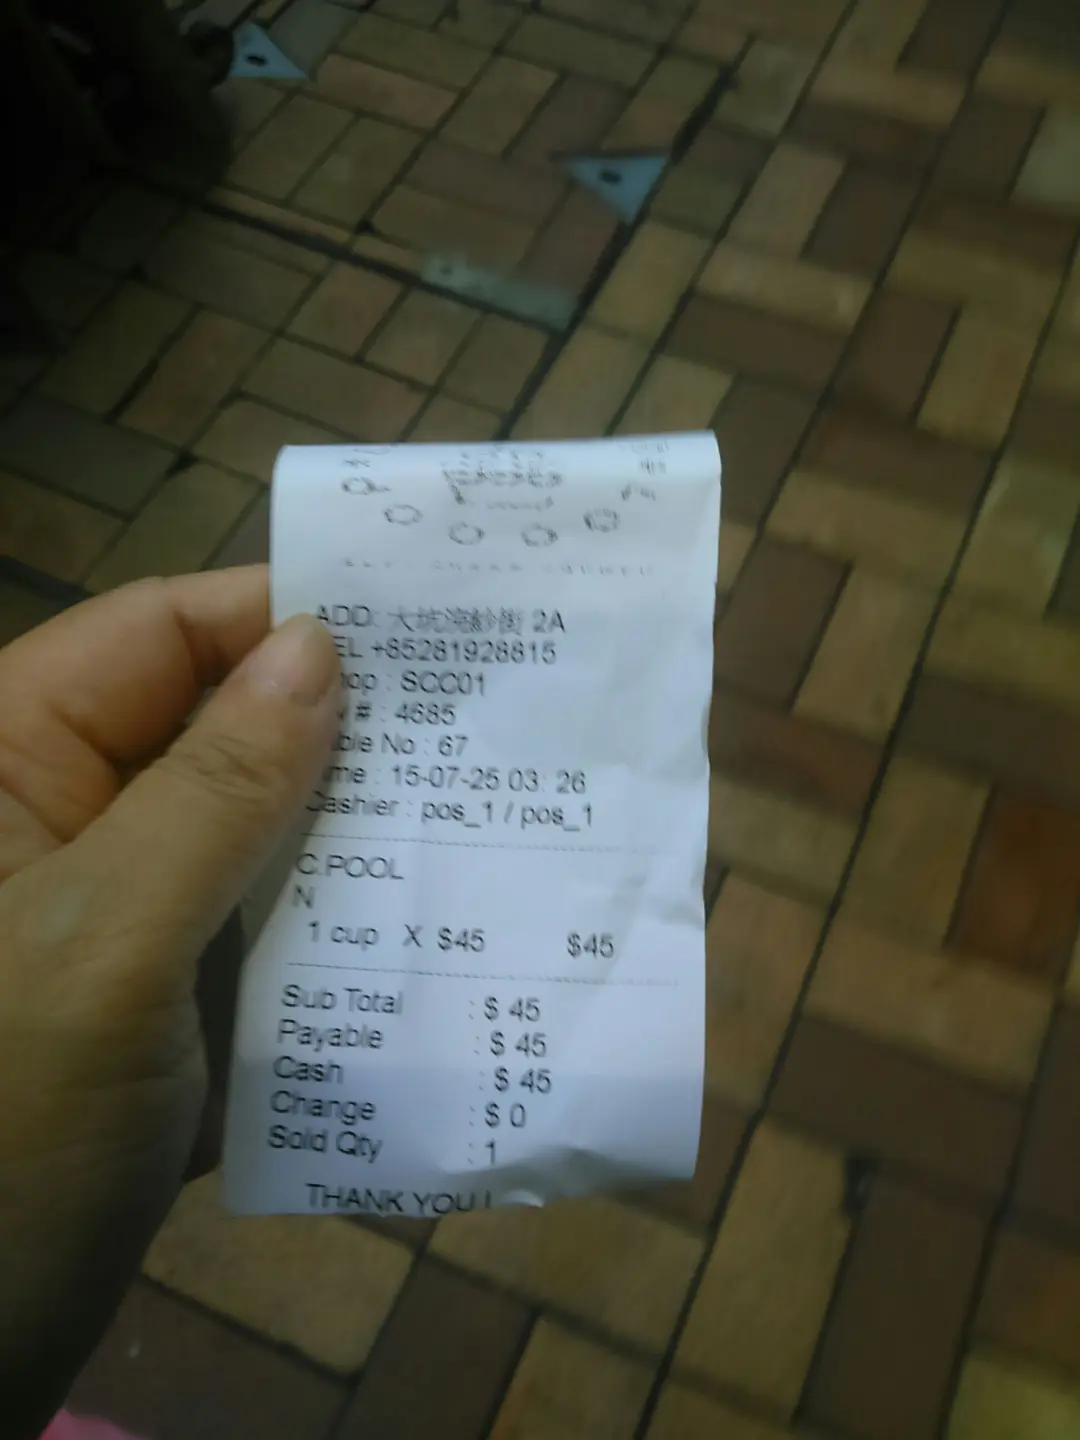 ADD: 大坑浣紗街 2A
EL +85281928815
hop : SCC01
v # : 4685
ble No : 67
me : 15-07-25 03: 26
Cashier : pos_1 / pos_1
C.POOL
N
1 cup X $45 $45
Sub Total : $ 45
Payable : $ 45
Cash : $ 45
Change : $ 0
Sold Qty : 1
THANK YOU !